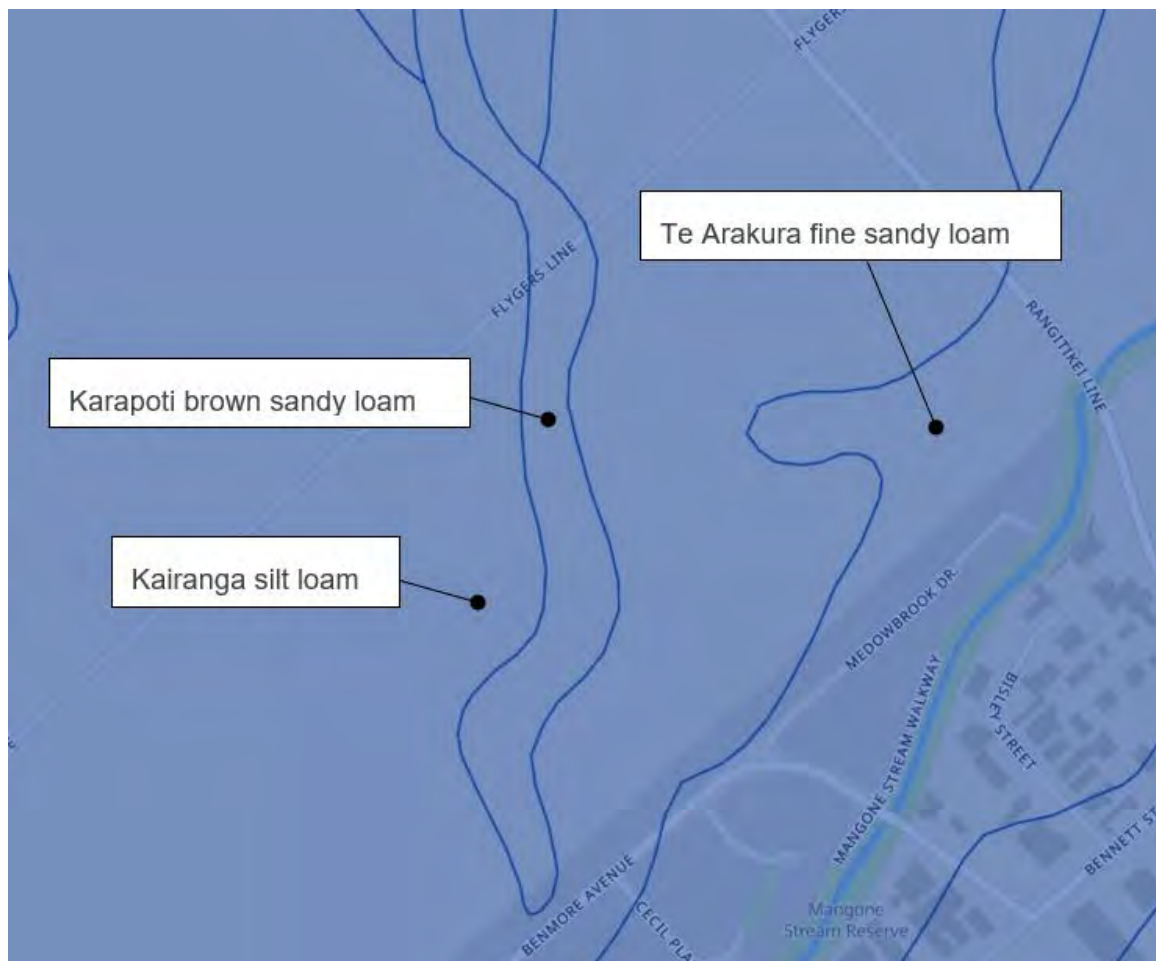 FLYGERS
FLYGERS LINE
Te Arakura fine sandy loam
RANGITIKEI LINE
Karapoti brown sandy loam
Kairanga silt loam
MEDOWBROOK DR.
BISLEY STREET
MANGONE STREAM WALKWAY
BENNETT ST
BENMORE AVENUE
CECIL PLA
Mangone
Stream Reserve